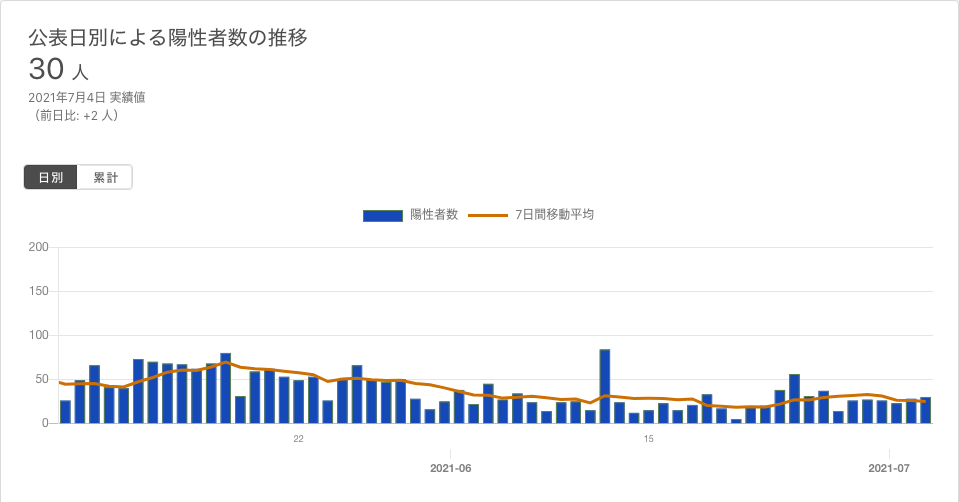 公表日別による陽性者数の推移
30 人
2021年7月4日 実績値
（前日比: +2 人）
日別 累計
陽性者数 7日間移動平均
200
150
100
50
0
22 15
2021-06 2021-07